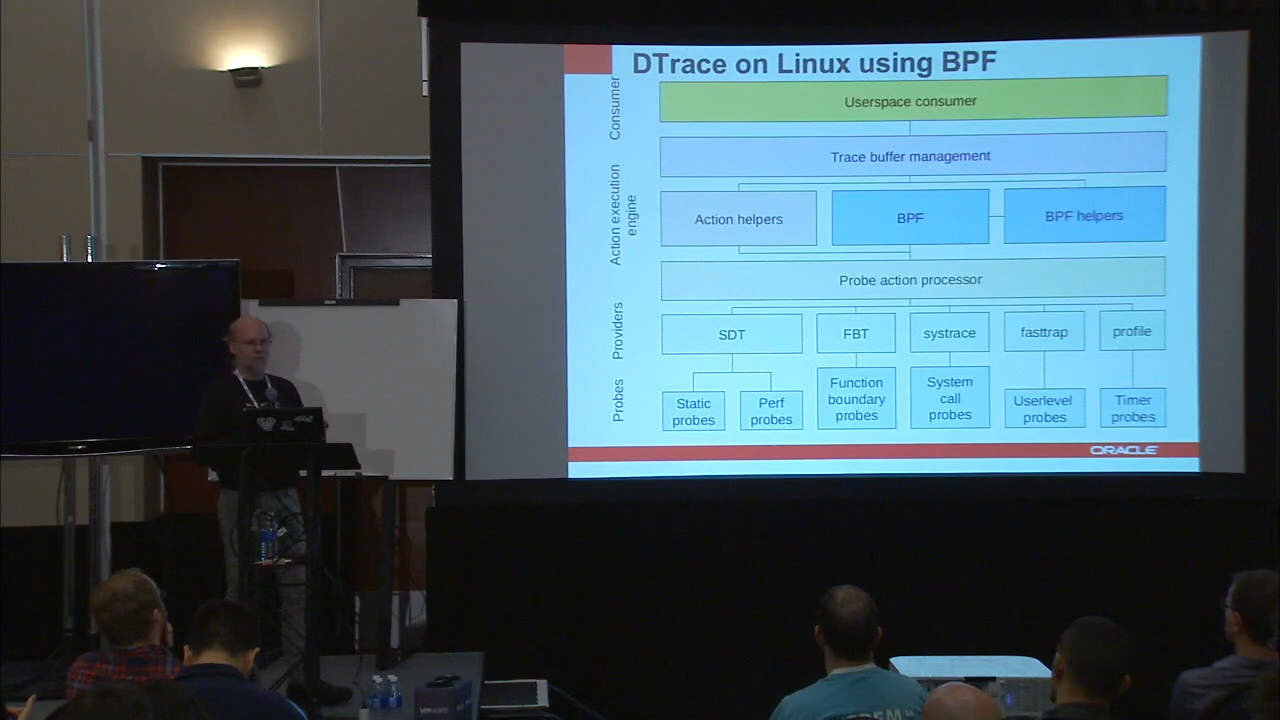 DTrace on Linux using BPF
Consumer
Userspace consumer
Trace buffer management
Action execution
engine
Action helpers
BPF
BPF helpers
Probe action processor
Providers
SDT
FBT
systrace
fasttrap
profile
Probes
Static
probes
Perf
probes
Function
boundary
probes
System
call
probes
Userlevel
probes
Timer
probes
ORACLE
vmware